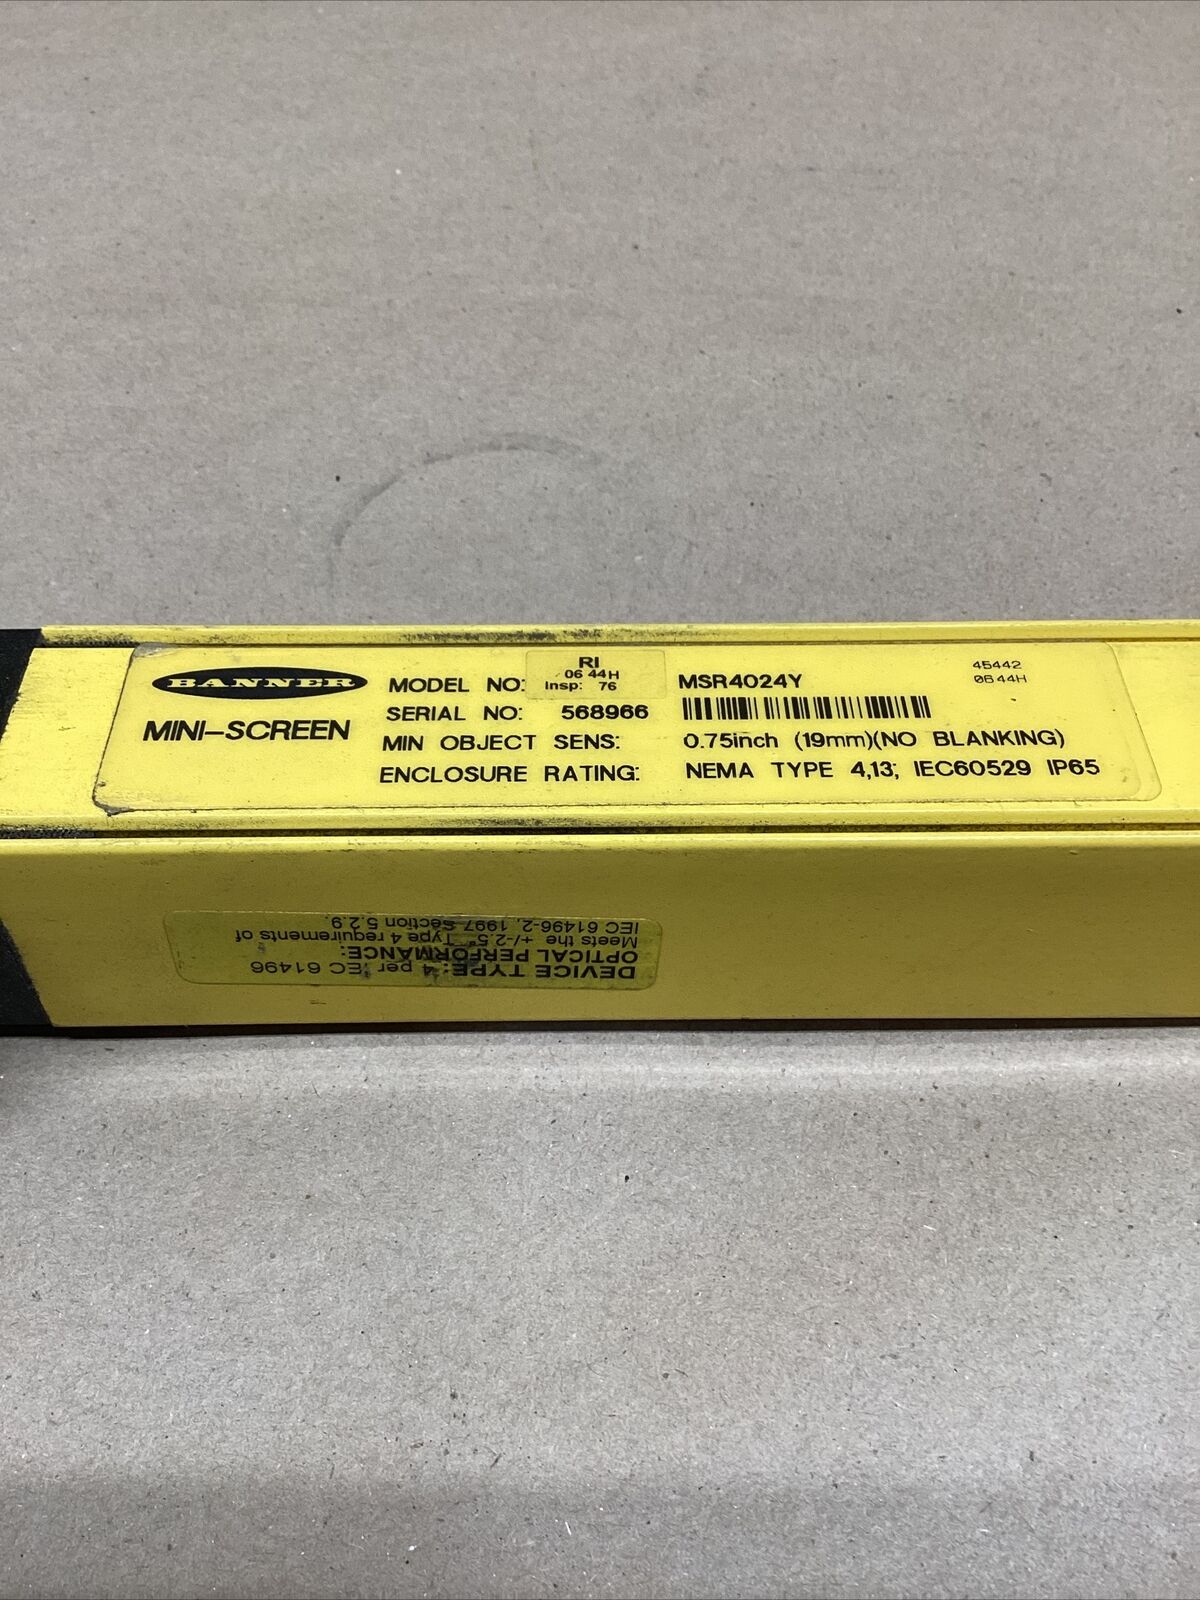 BANNER
MINI-SCREEN
RI
06 44H
Insp: 76
MODEL NO: MSR4024Y
SERIAL NO: 568966
MIN OBJECT SENS: 0.75inch (19mm)(NO BLANKING)
ENCLOSURE RATING: NEMA TYPE 4,13; IEC60529 IP65
45442
0644H
DEVICE TYPE: 4 per IEC 61496
OPTICAL PERFORMANCE:
Meets the +/-2.5° Type 4 requirements of
IEC 61496-2, 1997 Section 5.2.9.